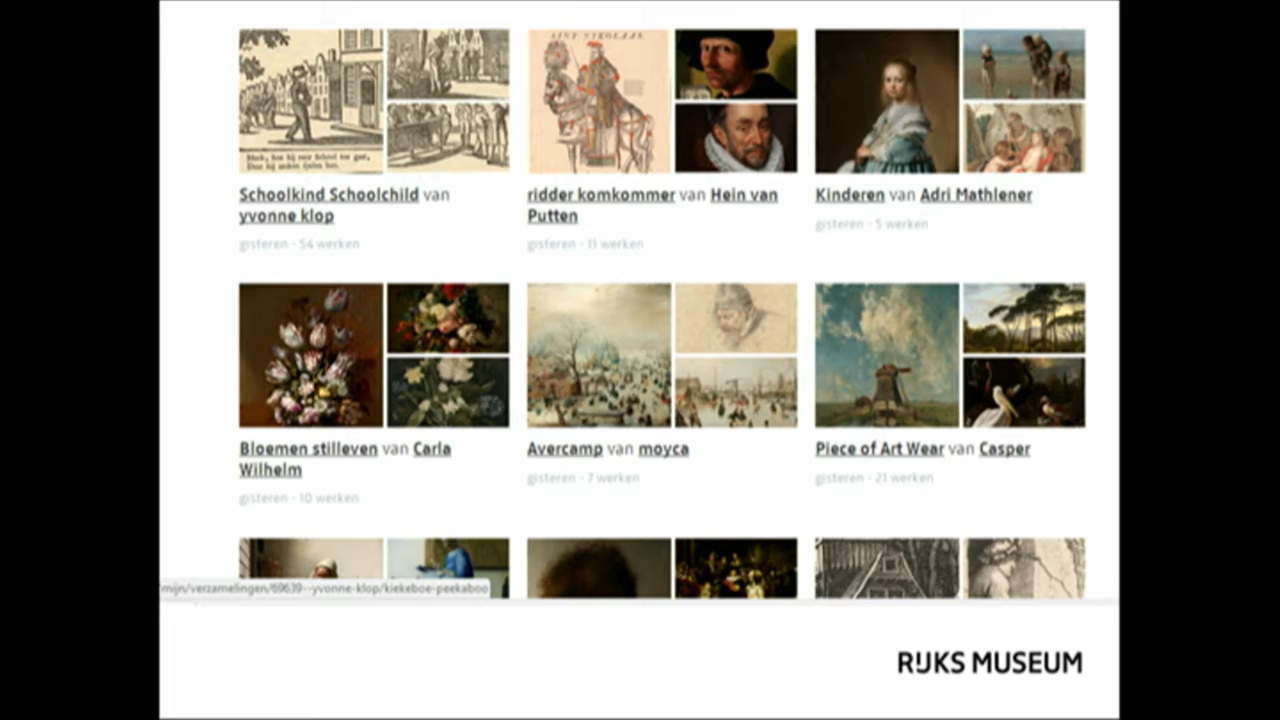 SINT NIKOLAAS.
Schoolkind Schoolchild van
yvonne klop
gisteren · 54 werken
ridder komkommer van Hein van
Putten
gisteren · 11 werken
Kinderen van Adri Mathlener
gisteren · 5 werken
Bloemen stilleven van Carla
Wilhelm
gisteren · 10 werken
Avercamp van moyca
gisteren · 7 werken
Piece of Art Wear van Casper
gisteren · 21 werken
mijn/verzamelingen/69639--yvonne-klop/kiekeboe-peekaboo
RIJKS MUSEUM